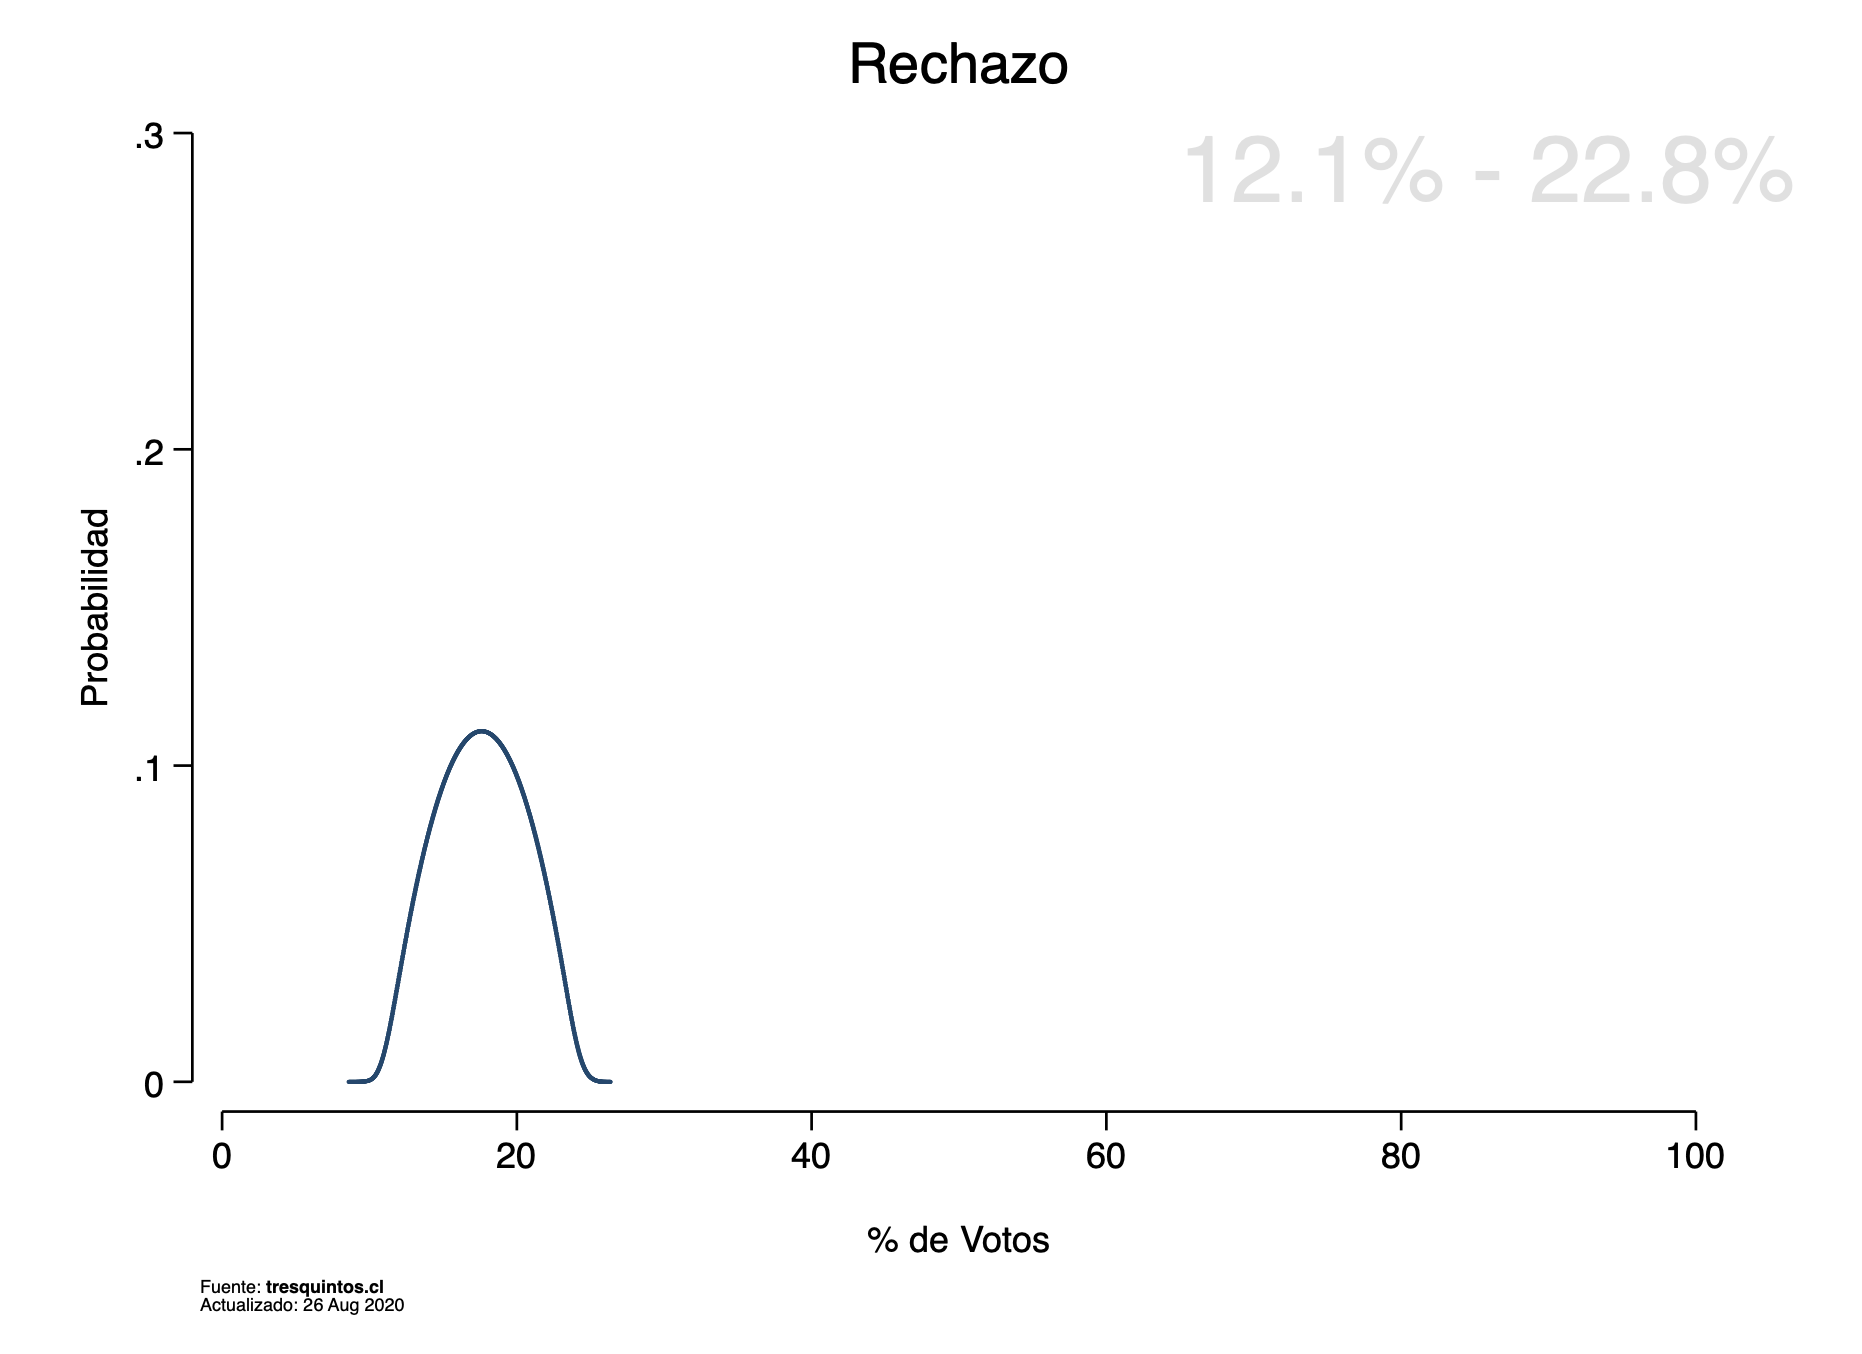 Rechazo
12.1% - 22.8%
.3
.2
.1
0
Probabilidad
0 20 40 60 80 100
% de Votos
Fuente: tresquintos.cl
Actualizado: 26 Aug 2020